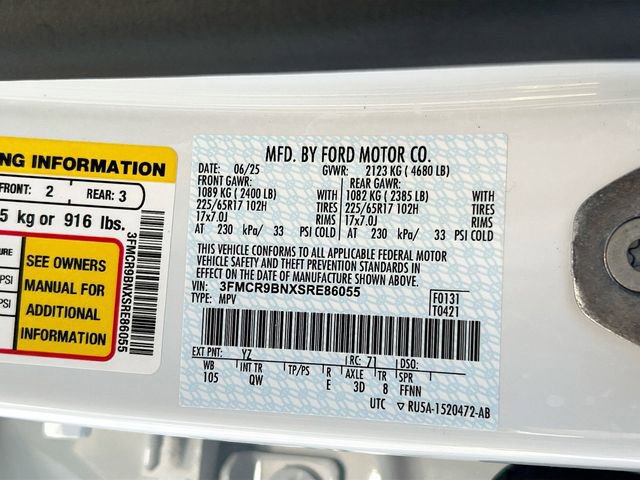 NG INFORMATION
FRONT: 2 REAR: 3
5 kg or 916 lbs.
SEE OWNERS
MANUAL FOR
ADDITIONAL
INFORMATION
3FMCR9BNXSRE86055
MFD. BY FORD MOTOR CO.
DATE: 06/25 GVWR: 2123 KG ( 4680 LB)
FRONT GAWR: REAR GAWR:
1089 KG ( 2400 LB) WITH 1082 KG ( 2385 LB) WITH
225/65R17 102H TIRES 225/65R17 102H TIRES
17x7.0J RIMS 17x7.0J RIMS
AT 230 kPa/ 33 PSI COLD AT 230 kPa/ 33 PSI COLD
THIS VEHICLE CONFORMS TO ALL APPLICABLE FEDERAL MOTOR
VEHICLE SAFETY AND THEFT PREVENTION STANDARDS IN
EFFECT ON THE DATE OF MANUFACTURE SHOWN ABOVE.
VIN: 3FMCR9BNXSRE86055 F0131
TYPE: MPV T0421
EXT PNT: YZ RC: 71 DSO:
WB INT TR TP/PS R AXLE TR SPR
105 QW E 3D 8 FFNN
UTC ▽ RU5A-1520472-AB